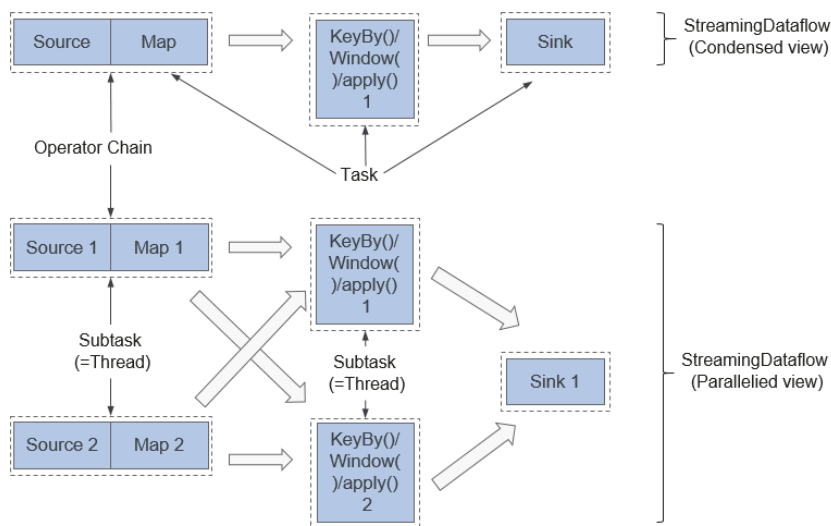 Source
Map
KeyBy()/
Window(
)/apply()
1
Sink
StreamingDataflow
(Condensed view)
Operator Chain
Task
Source 1
Map 1
KeyBy()/
Window(
)/apply()
1
Subtask
(=Thread)
Subtask
(=Thread)
Sink 1
StreamingDataflow
(Parallelied view)
Source 2
Map 2
KeyBy()/
Window(
)/apply()
2